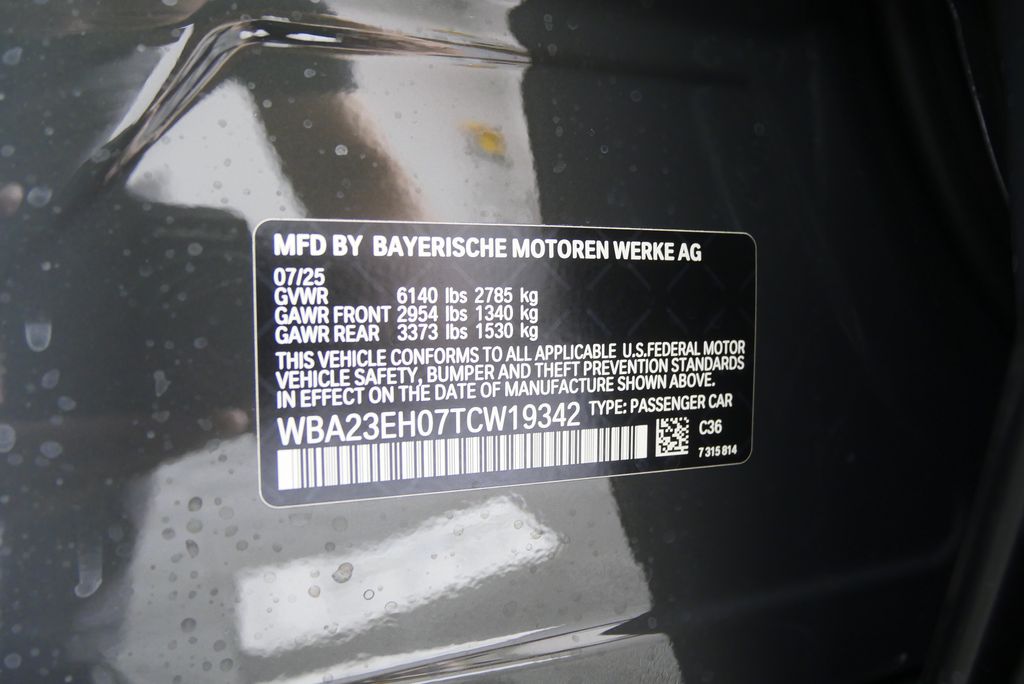 MFD BY BAYERISCHE MOTOREN WERKE AG
07/25
GVWR 6140 lbs 2785 kg
GAWR FRONT 2954 lbs 1340 kg
GAWR REAR 3373 lbs 1530 kg
THIS VEHICLE CONFORMS TO ALL APPLICABLE U.S.FEDERAL MOTOR
VEHICLE SAFETY, BUMPER AND THEFT PREVENTION STANDARDS
IN EFFECT ON THE DATE OF MANUFACTURE SHOWN ABOVE.
WBA23EH07TCW19342 TYPE: PASSENGER CAR
C36
7 315 814